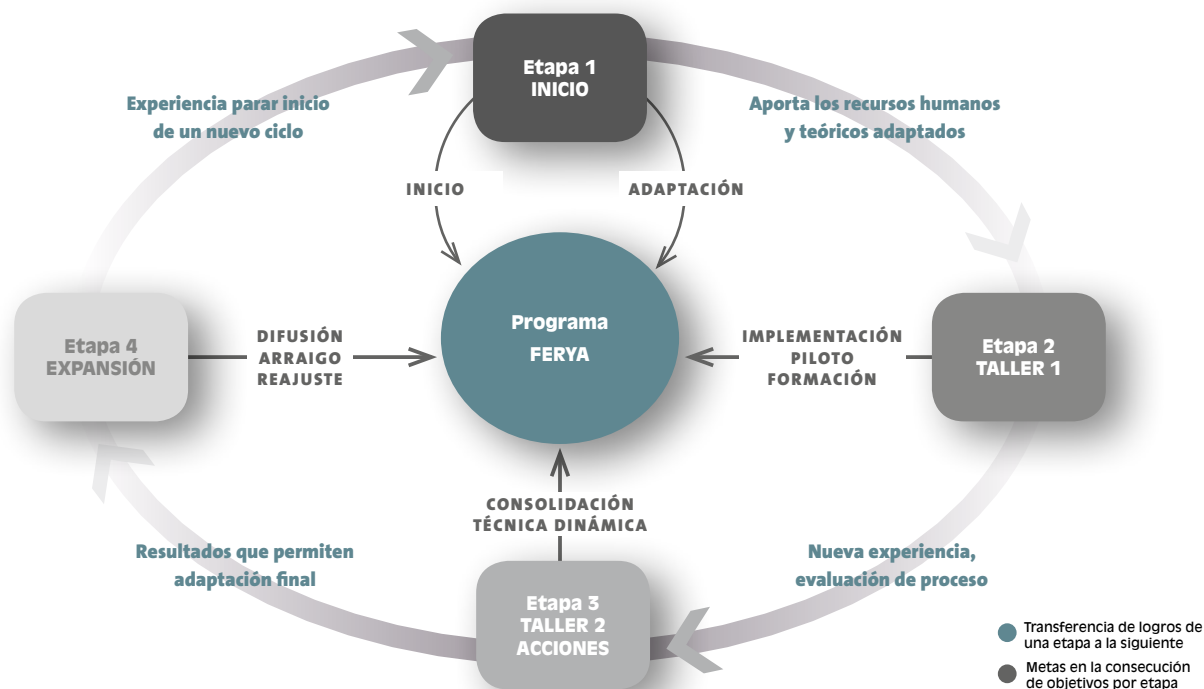 Etapa 1
INICIO
Experiencia parar inicio
de un nuevo ciclo
Aporta los recursos humanos
y teóricos adaptados
INICIO
ADAPTACIÓN
Programa
FERYA
Etapa 4
EXPANSIÓN
DIFUSIÓN
ARRAIGO
REAJUSTE
IMPLEMENTACIÓN
PILOTO
FORMACIÓN
Etapa 2
TALLER 1
CONSOLIDACIÓN
TÉCNICA DINÁMICA
Resultados que permiten
adaptación final
Nueva experiencia,
evaluación de proceso
Etapa 3
TALLER 2
ACCIONES
Transferencia de logros de
una etapa a la siguiente
Metas en la consecución
de objetivos por etapa